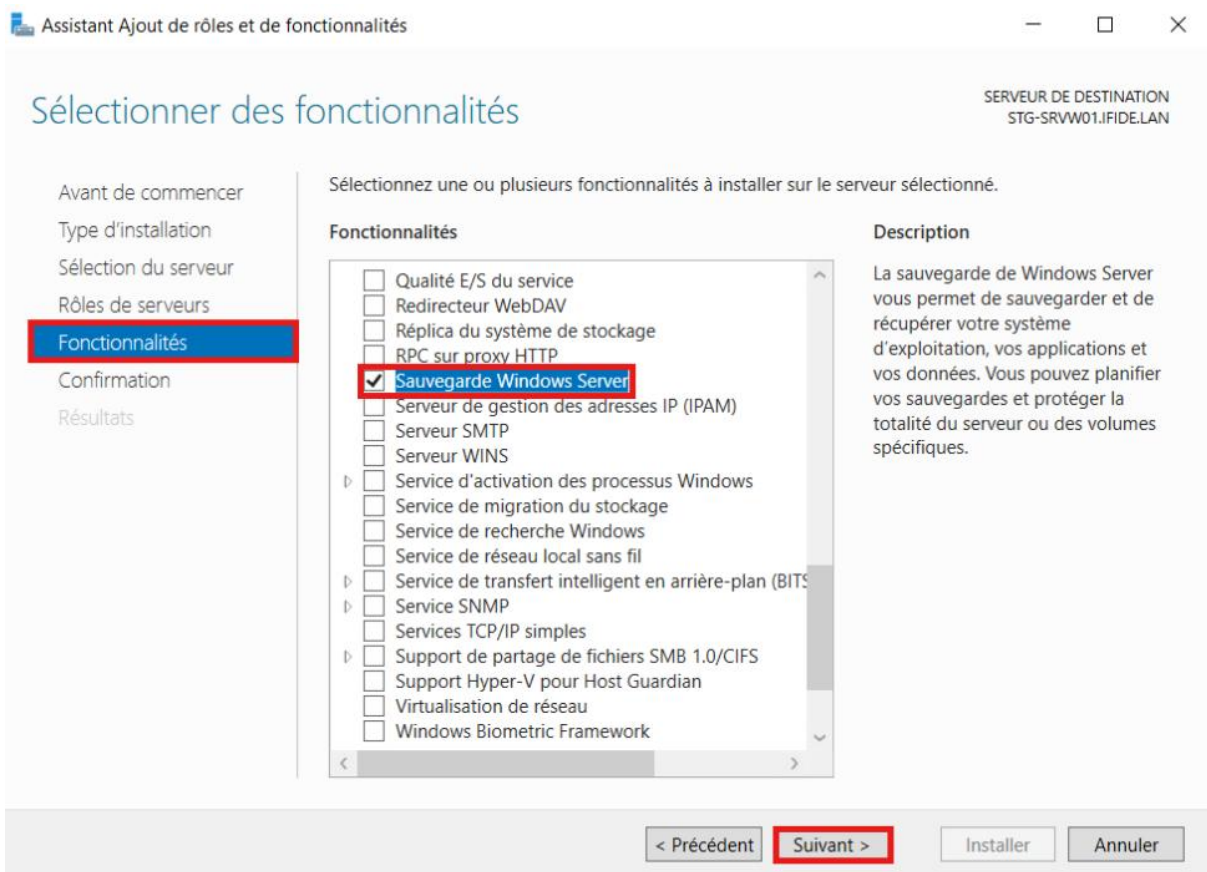 Assistant Ajout de rôles et de fonctionnalités
Sélectionner des fonctionnalités
SERVEUR DE DESTINATION
STG-SRVW01.IFIDE.LAN
Avant de commencer
Type d'installation
Sélection du serveur
Rôles de serveurs
Fonctionnalités
Confirmation
Résultats
Sélectionnez une ou plusieurs fonctionnalités à installer sur le serveur sélectionné.
Fonctionnalités
Qualité E/S du service
Redirecteur WebDAV
Réplica du système de stockage
RPC sur proxy HTTP
Sauvegarde Windows Server
Serveur de gestion des adresses IP (IPAM)
Serveur SMTP
Serveur WINS
Service d'activation des processus Windows
Service de migration du stockage
Service de recherche Windows
Service de réseau local sans fil
Service de transfert intelligent en arrière-plan (BITS
Service SNMP
Services TCP/IP simples
Support de partage de fichiers SMB 1.0/CIFS
Support Hyper-V pour Host Guardian
Virtualisation de réseau
Windows Biometric Framework
Description
La sauvegarde de Windows Server
vous permet de sauvegarder et de
récupérer votre système
d'exploitation, vos applications et
vos données. Vous pouvez planifier
vos sauvegardes et protéger la
totalité du serveur ou des volumes
spécifiques.
< Précédent
Suivant >
Installer
Annuler